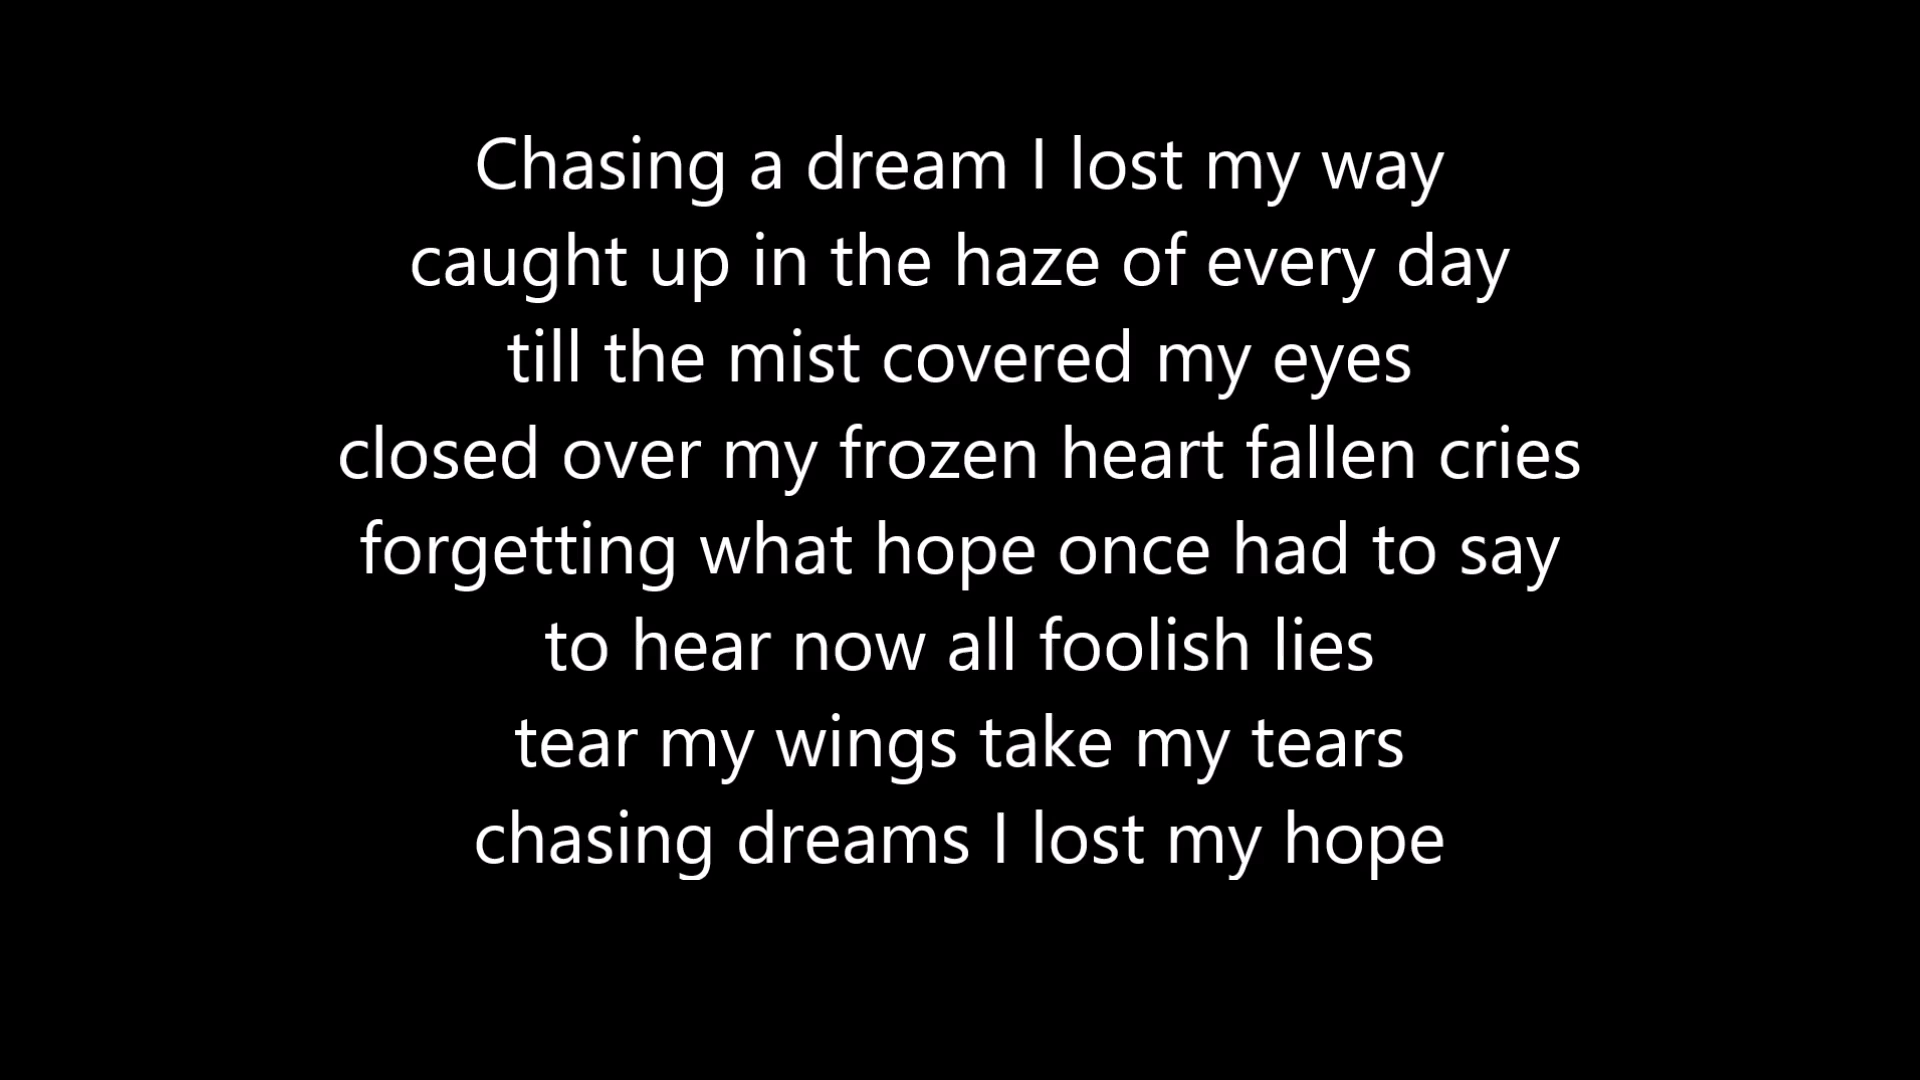 Chasing a dream I lost my way
caught up in the haze of every day
till the mist covered my eyes
closed over my frozen heart fallen cries
forgetting what hope once had to say
to hear now all foolish lies
tear my wings take my tears
chasing dreams I lost my hope